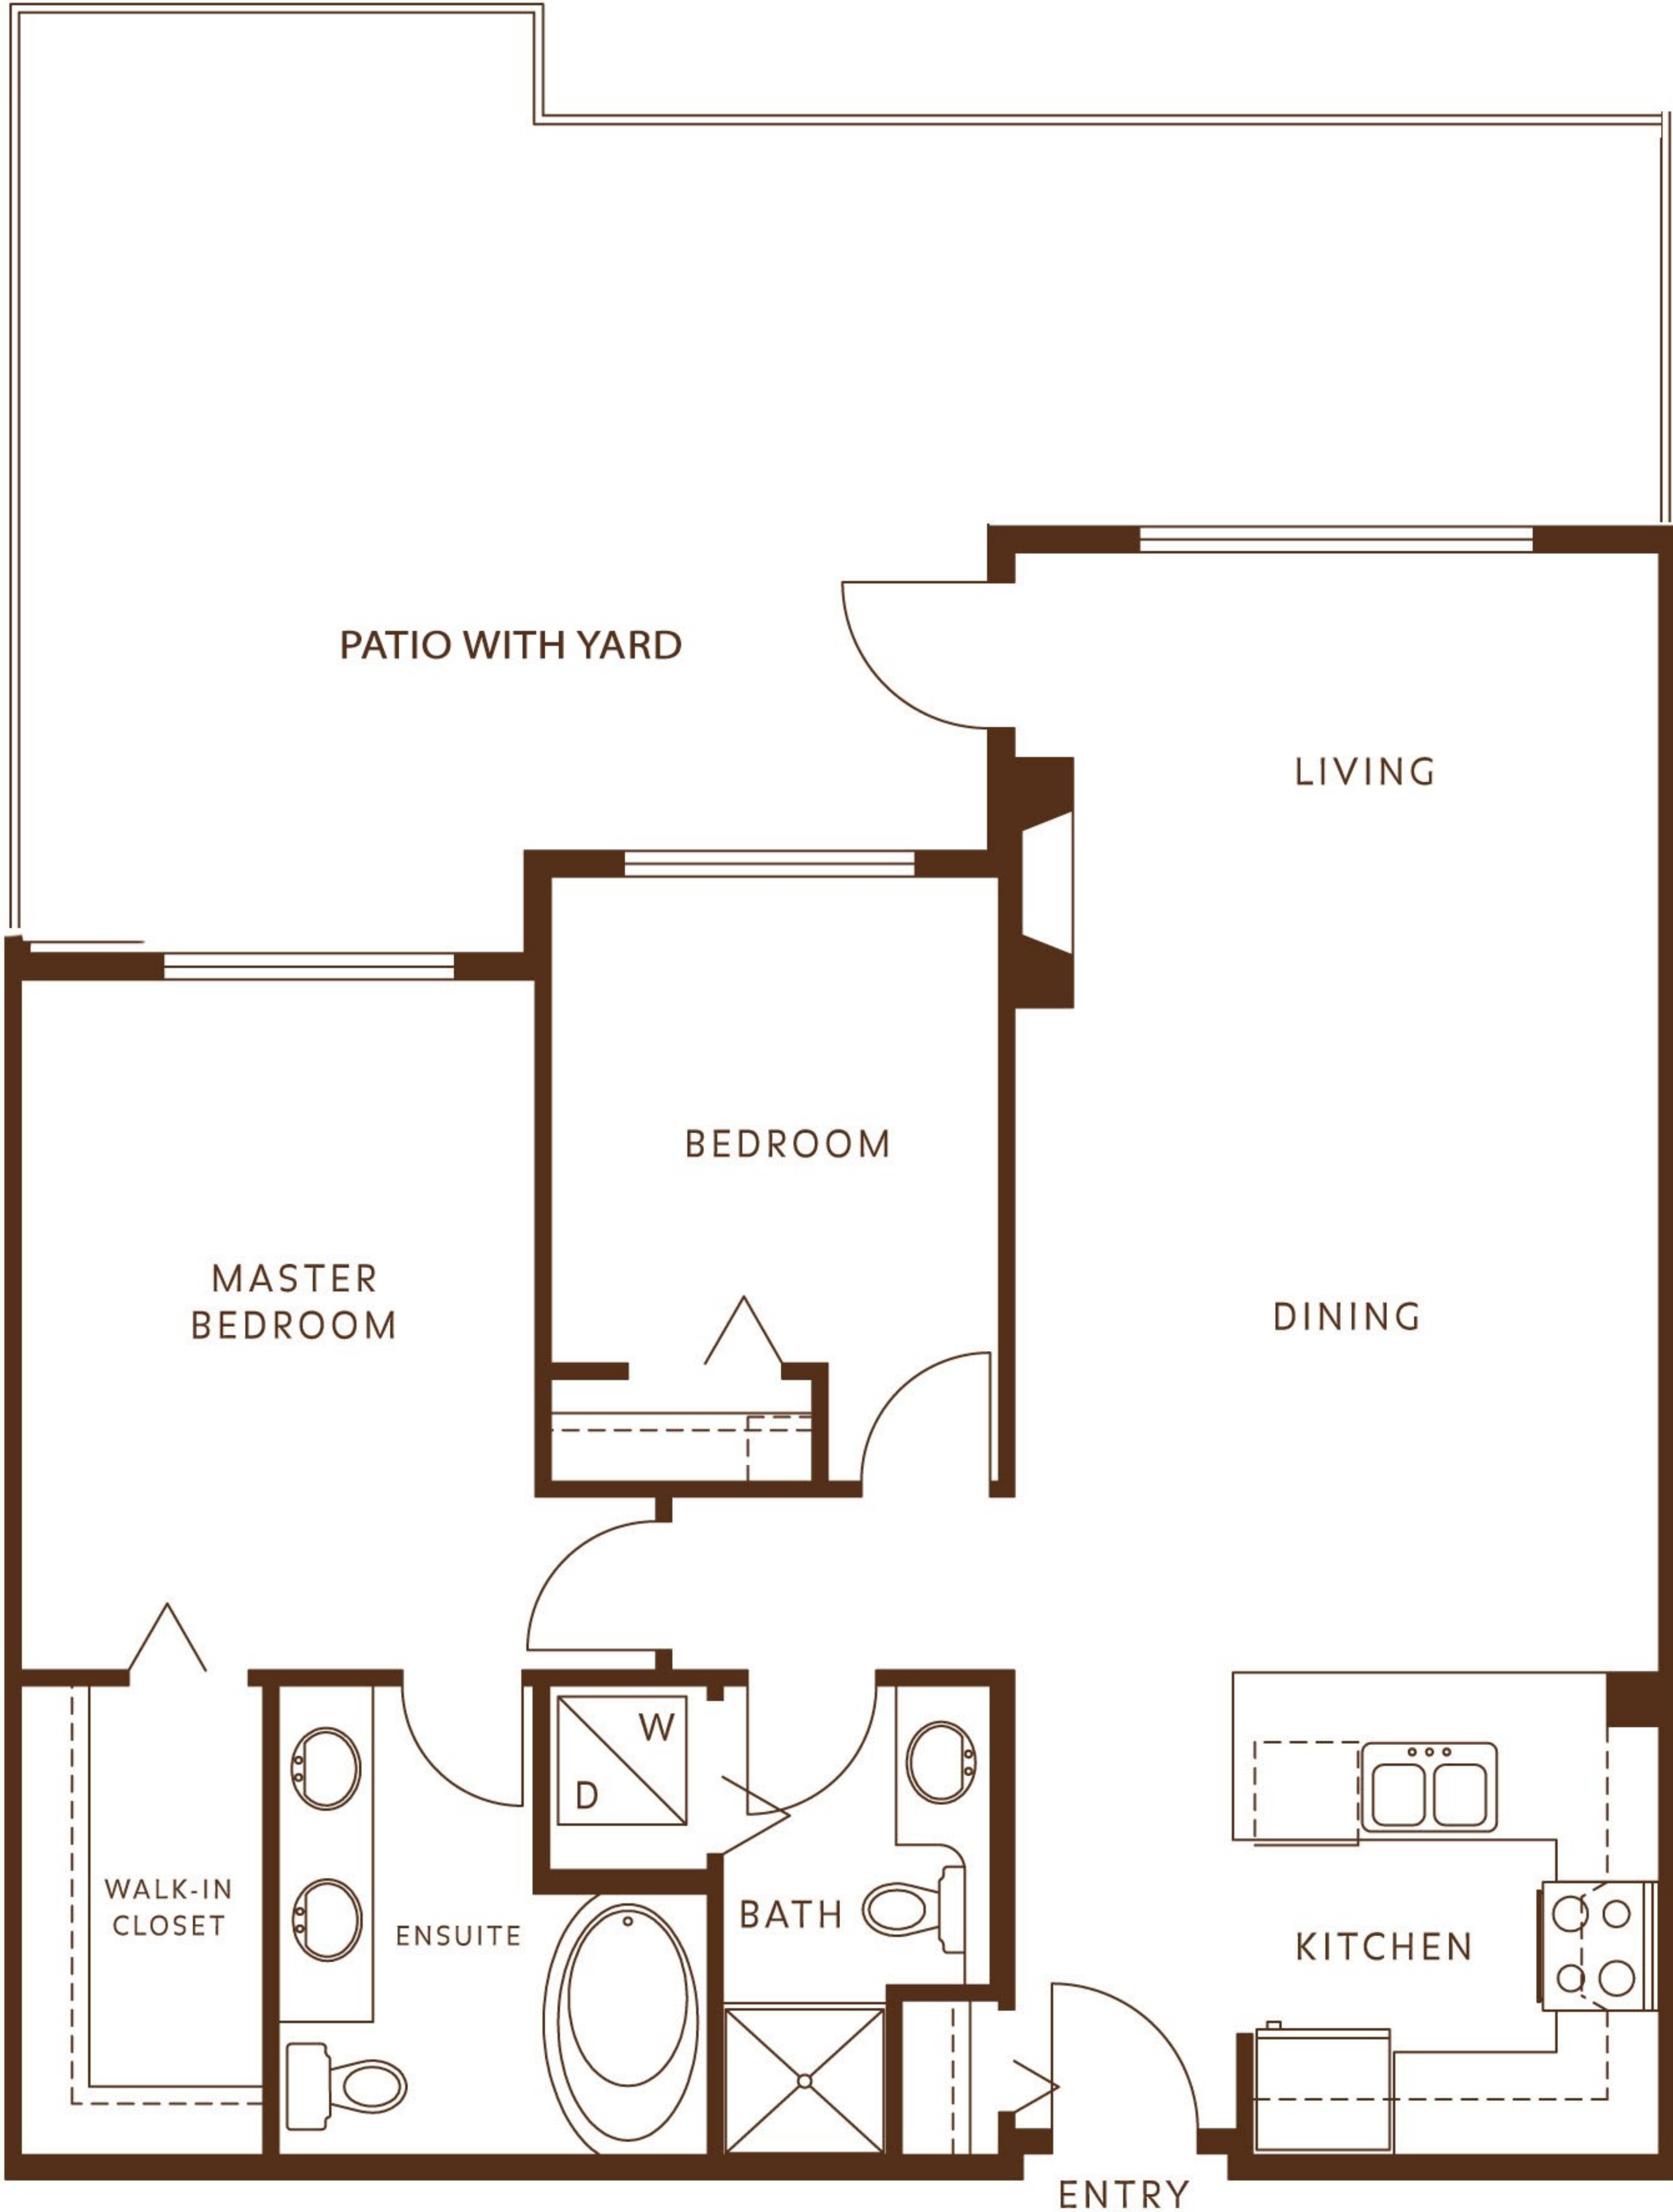 PATIO WITH YARD
LIVING
BEDROOM
MASTER
BEDROOM
DINING
W
D
WALK-IN
CLOSET
ENSUITE
BATH
KITCHEN
ENTRY